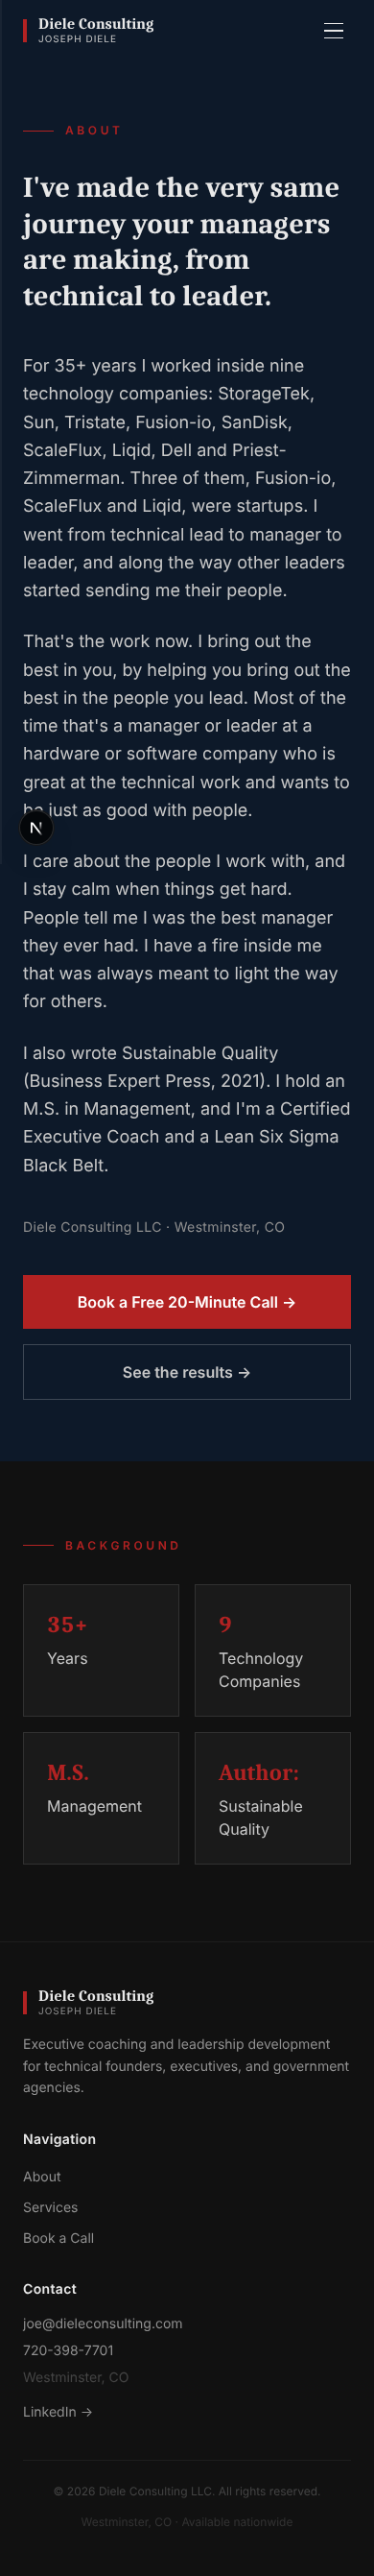 Diele Consulting
JOSEPH DIELE
ABOUT
I've made the very same
journey your managers
are making, from
technical to leader.
For 35+ years I worked inside nine
technology companies: StorageTek,
Sun, Tristate, Fusion-io, SanDisk,
ScaleFlux, Liqid, Dell and Priest-
Zimmerman. Three of them, Fusion-io,
ScaleFlux and Liqid, were startups. I
went from technical lead to manager to
leader, and along the way other leaders
started sending me their people.
That's the work now. I bring out the
best in you, by helping you bring out the
best in the people you lead. Most of the
time that's a manager or leader at a
hardware or software company who is
great at the technical work and wants to
just as good with people.
N
I care about the people I work with, and
I stay calm when things get hard.
People tell me I was the best manager
they ever had. I have a fire inside me
that was always meant to light the way
for others.
I also wrote Sustainable Quality
(Business Expert Press, 2021). I hold an
M.S. in Management, and I'm a Certified
Executive Coach and a Lean Six Sigma
Black Belt.
Diele Consulting LLC · Westminster, CO
Book a Free 20-Minute Call →
See the results →
BACKGROUND
35+
Years
9
Technology
Companies
M.S.
Management
Author:
Sustainable
Quality
Diele Consulting
JOSEPH DIELE
Executive coaching and leadership development
for technical founders, executives, and government
agencies.
Navigation
About
Services
Book a Call
Contact
joe@dieleconsulting.com
720-398-7701
Westminster, CO
LinkedIn →
© 2026 Diele Consulting LLC. All rights reserved.
Westminster, CO · Available nationwide